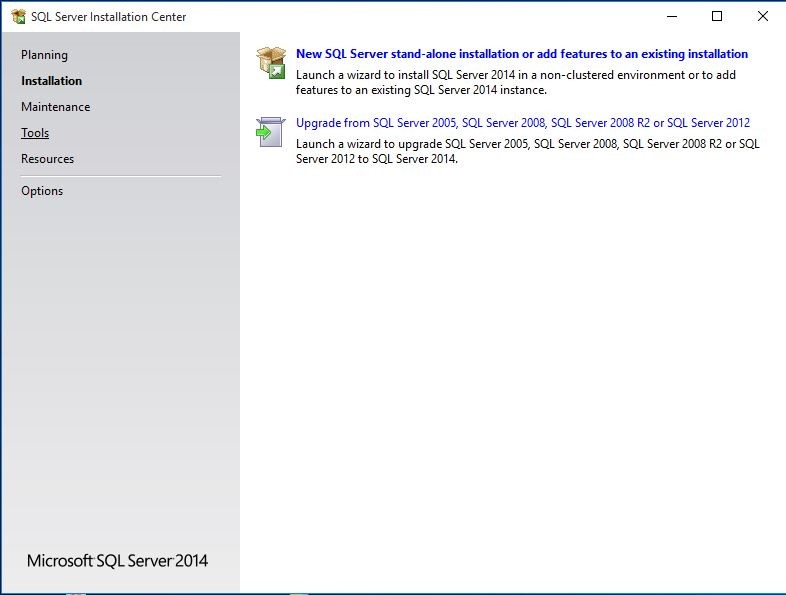 SQL Server Installation Center
Planning
Installation
Maintenance
Tools
Resources
Options
New SQL Server stand-alone installation or add features to an existing installation
Launch a wizard to install SQL Server 2014 in a non-clustered environment or to add
features to an existing SQL Server 2014 instance.
Upgrade from SQL Server 2005, SQL Server 2008, SQL Server 2008 R2 or SQL Server 2012
Launch a wizard to upgrade SQL Server 2005, SQL Server 2008, SQL Server 2008 R2 or SQL
Server 2012 to SQL Server 2014.
Microsoft SQL Server 2014